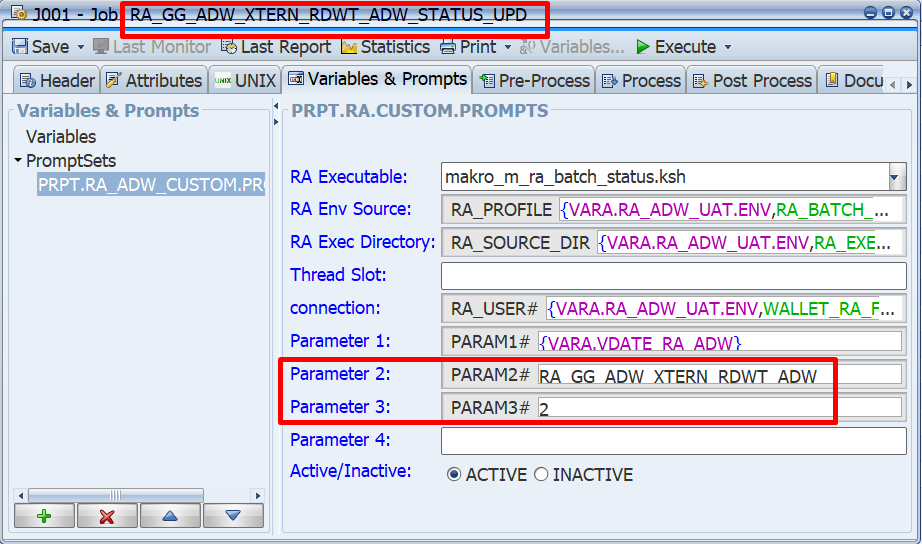 J001 - Job RA_GG_ADW_XTERN_RDWT_ADW_STATUS_UPD
Save Last Monitor Last Report Statistics Print Variables... Execute
Header Attributes UNIX UNIX Variables & Prompts Pre-Process Process Post Process Docu
Variables & Prompts
Variables
PromptSets
PRPT.RA_ADW_CUSTOM.PRO
PRPT.RA.CUSTOM.PROMPTS
RA Executable: makro_m_ra_batch_status.ksh
RA Env Source: RA_PROFILE {VARA.RA_ADW_UAT.ENV,RA_BATCH_...
RA Exec Directory: RA_SOURCE_DIR {VARA.RA_ADW_UAT.ENV,RA_EXE...
Thread Slot:
connection: RA_USER# {VARA.RA_ADW_UAT.ENV,WALLET_RA_F...
Parameter 1: PARAM1# {VARA.VDATE_RA_ADW}
Parameter 2: PARAM2# RA_GG_ADW_XTERN_RDWT_ADW
Parameter 3: PARAM3# 2
Parameter 4:
Active/Inactive: ACTIVE INACTIVE